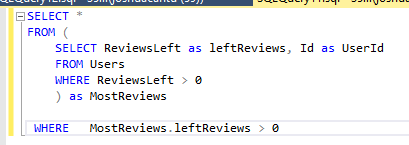 SELECT *
FROM (
SELECT ReviewsLeft as leftReviews, Id as UserId
FROM Users
WHERE ReviewsLeft > 0
) as MostReviews
WHERE MostReviews.leftReviews > 0